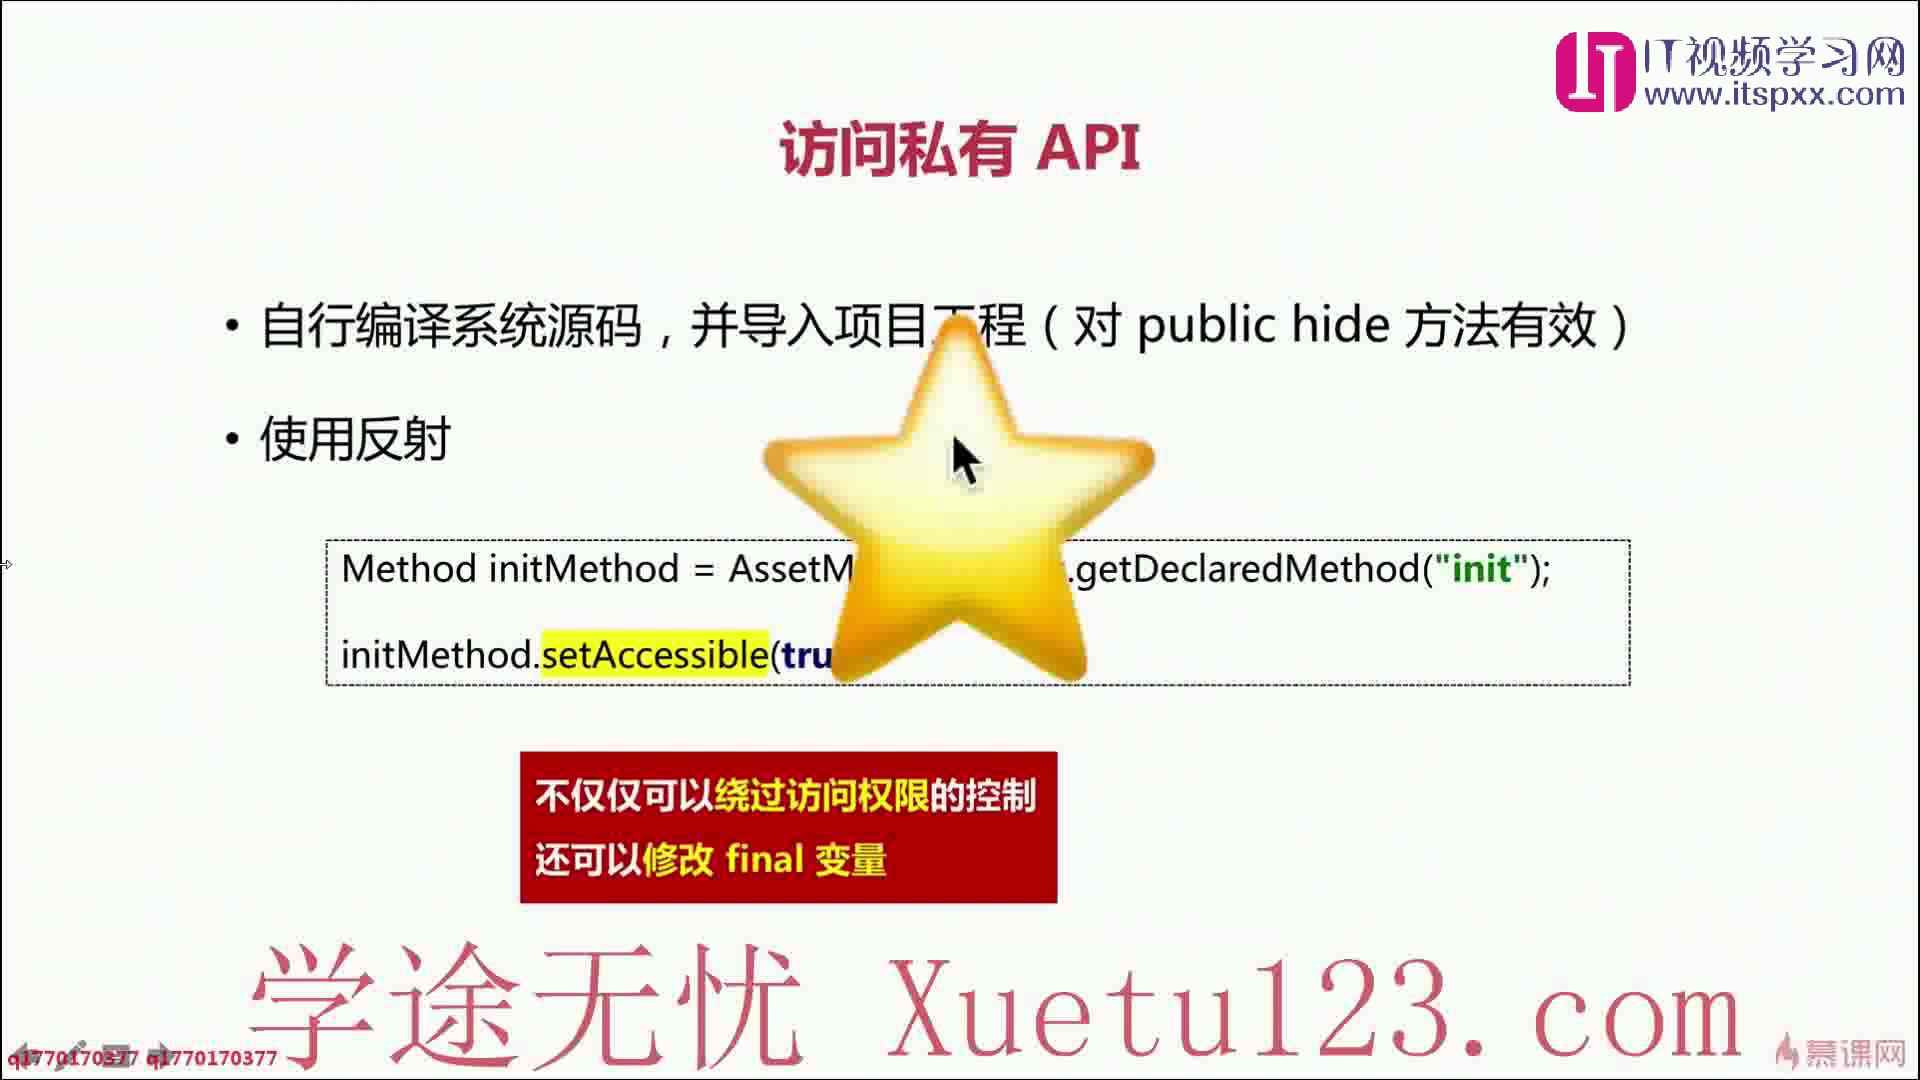 IT视频学习网
www.itspxx.com
访问私有 API
• 自行编译系统源码，并导入项目工程（对 public hide 方法有效）
• 使用反射
Method initMethod = AssetM .getDeclaredMethod("init");
initMethod.setAccessible(tru
不仅仅可以绕过访问权限的控制
还可以修改 final 变量
学途无忧 Xuetu123.com
q1770170377 q1770170377
慕课网